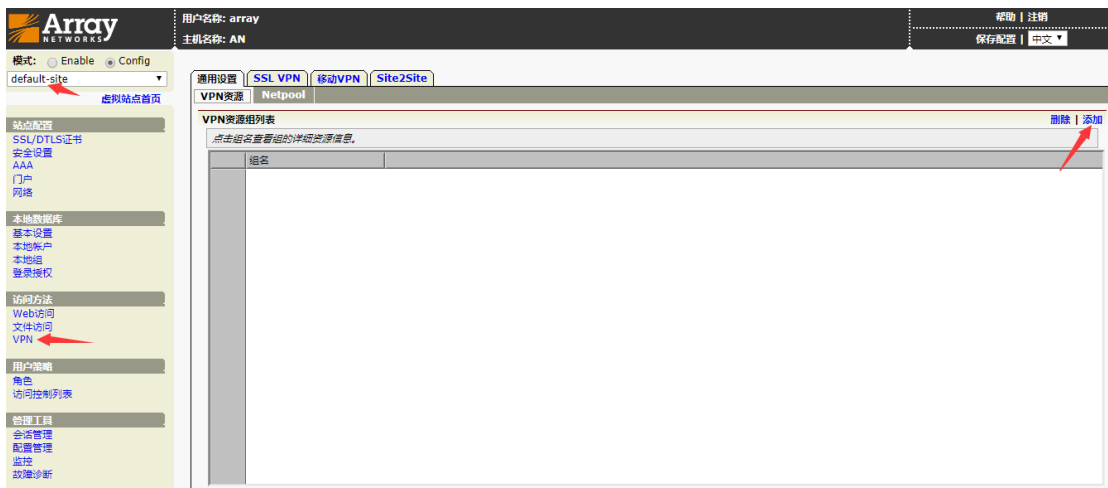 Array
NETWORKS
用户名称: array
主机名称: AN
帮助 | 注销
保存配置 | 中文
模式: Enable Config
default-site
虚拟站点首页
站点配置
SSL/DTLS证书
安全设置
AAA
门户
网络
本地数据库
基本设置
本地帐户
本地组
登录授权
访问方法
Web访问
文件访问
VPN
用户策略
角色
访问控制列表
管理工具
会话管理
配置管理
监控
故障诊断
通用设置 SSL VPN 移动VPN Site2Site
VPN资源 Netpool
VPN资源组列表
删除 | 添加
点击组名查看组的详细资源信息。
组名